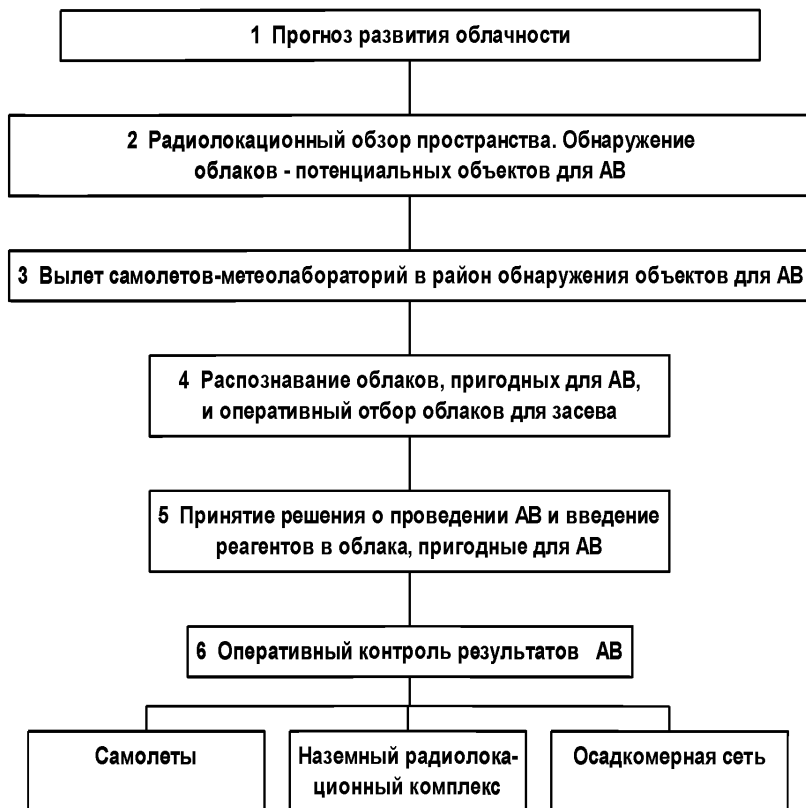 1 Прогноз развития облачности
2 Радиолокационный обзор пространства. Обнаружение
облаков - потенциальных объектов для АВ
3 Вылет самолетов-метеолабораторий в район обнаружения объектов для АВ
4 Распознавание облаков, пригодных для АВ,
и оперативный отбор облаков для засева
5 Принятие решения о проведении АВ и введение
реагентов в облака, пригодные для АВ
6 Оперативный контроль результатов АВ
Самолеты
Наземный радиолока-
ционный комплекс
Осадкомерная сеть